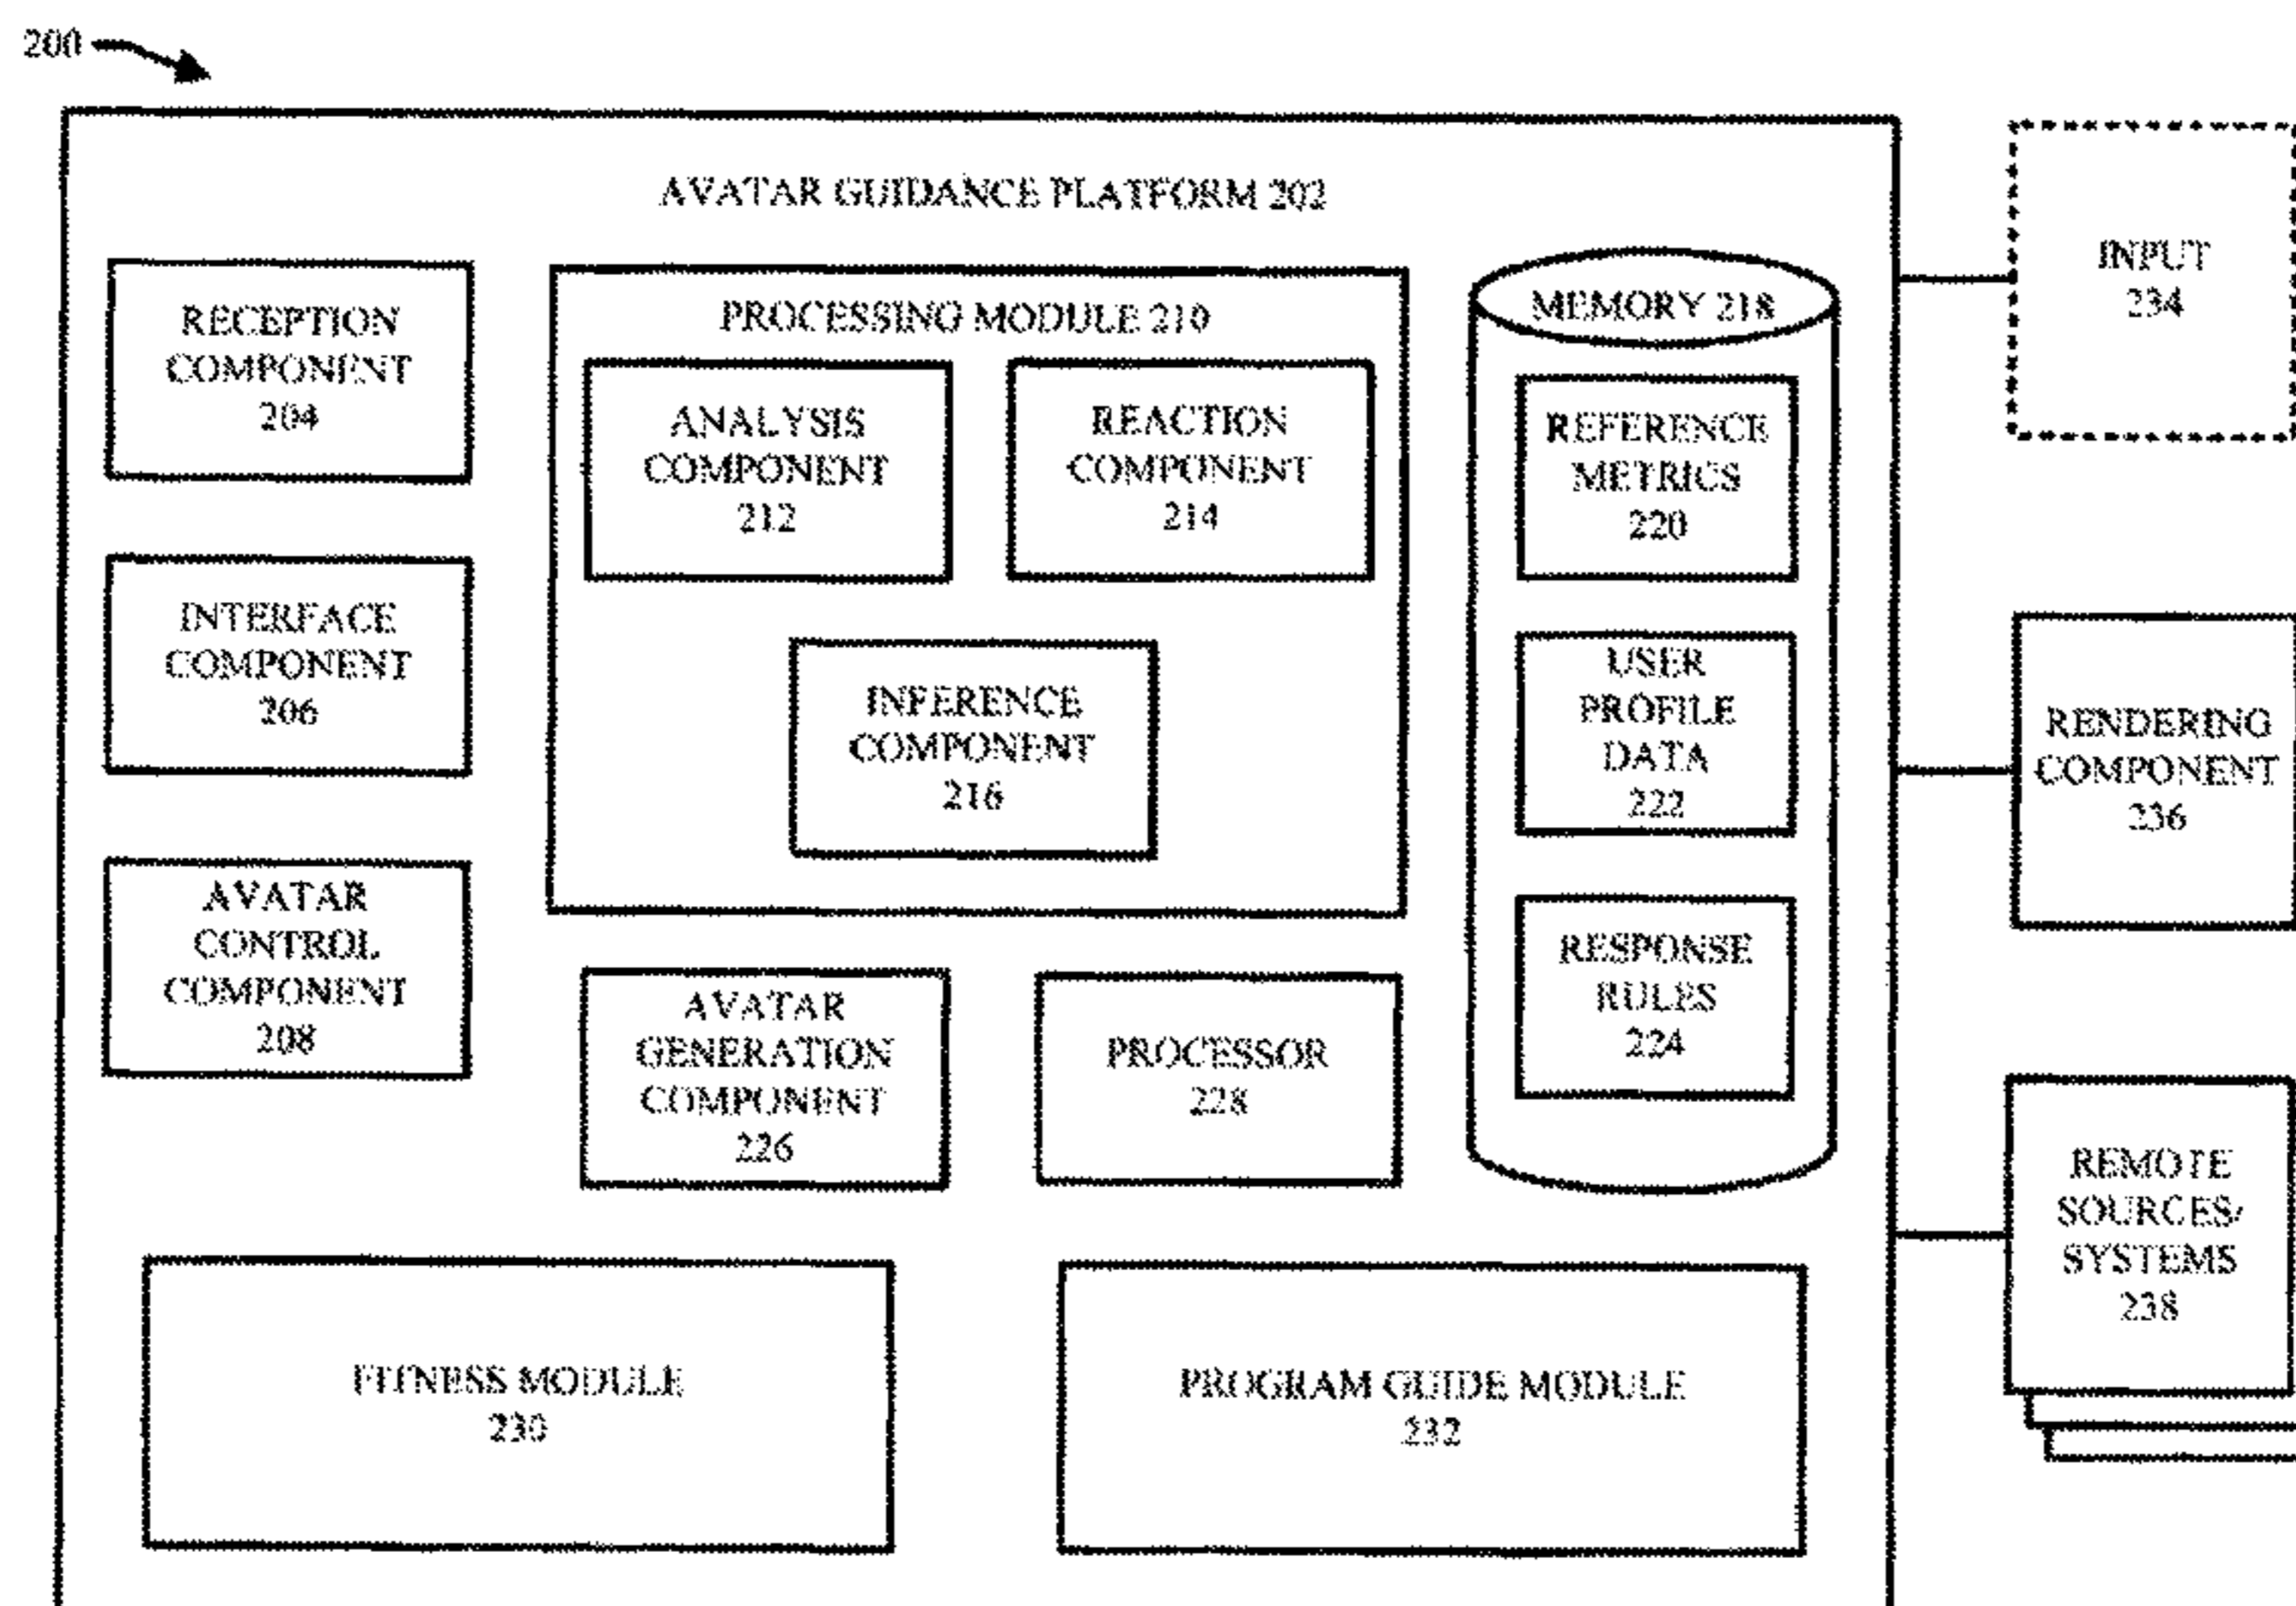 200
AVATAR GUIDANCE PLATFORM 202
RECEPTION
COMPONENT
204
INTERFACE
COMPONENT
206
AVATAR
CONTROL
COMPONENT
208
PROCESSING MODULE 210
ANALYSIS
COMPONENT
212
REACTION
COMPONENT
214
INFERENCE
COMPONENT
216
AVATAR
GENERATION
COMPONENT
226
PROCESSOR
228
MEMORY 218
REFERENCE
METRICS
220
USER
PROFILE
DATA
222
RESPONSE
RULES
224
FITNESS MODULE
230
PROGRAM GUIDE MODULE
232
INPUT
234
RENDERING
COMPONENT
236
REMOTE
SOURCES/
SYSTEMS
238